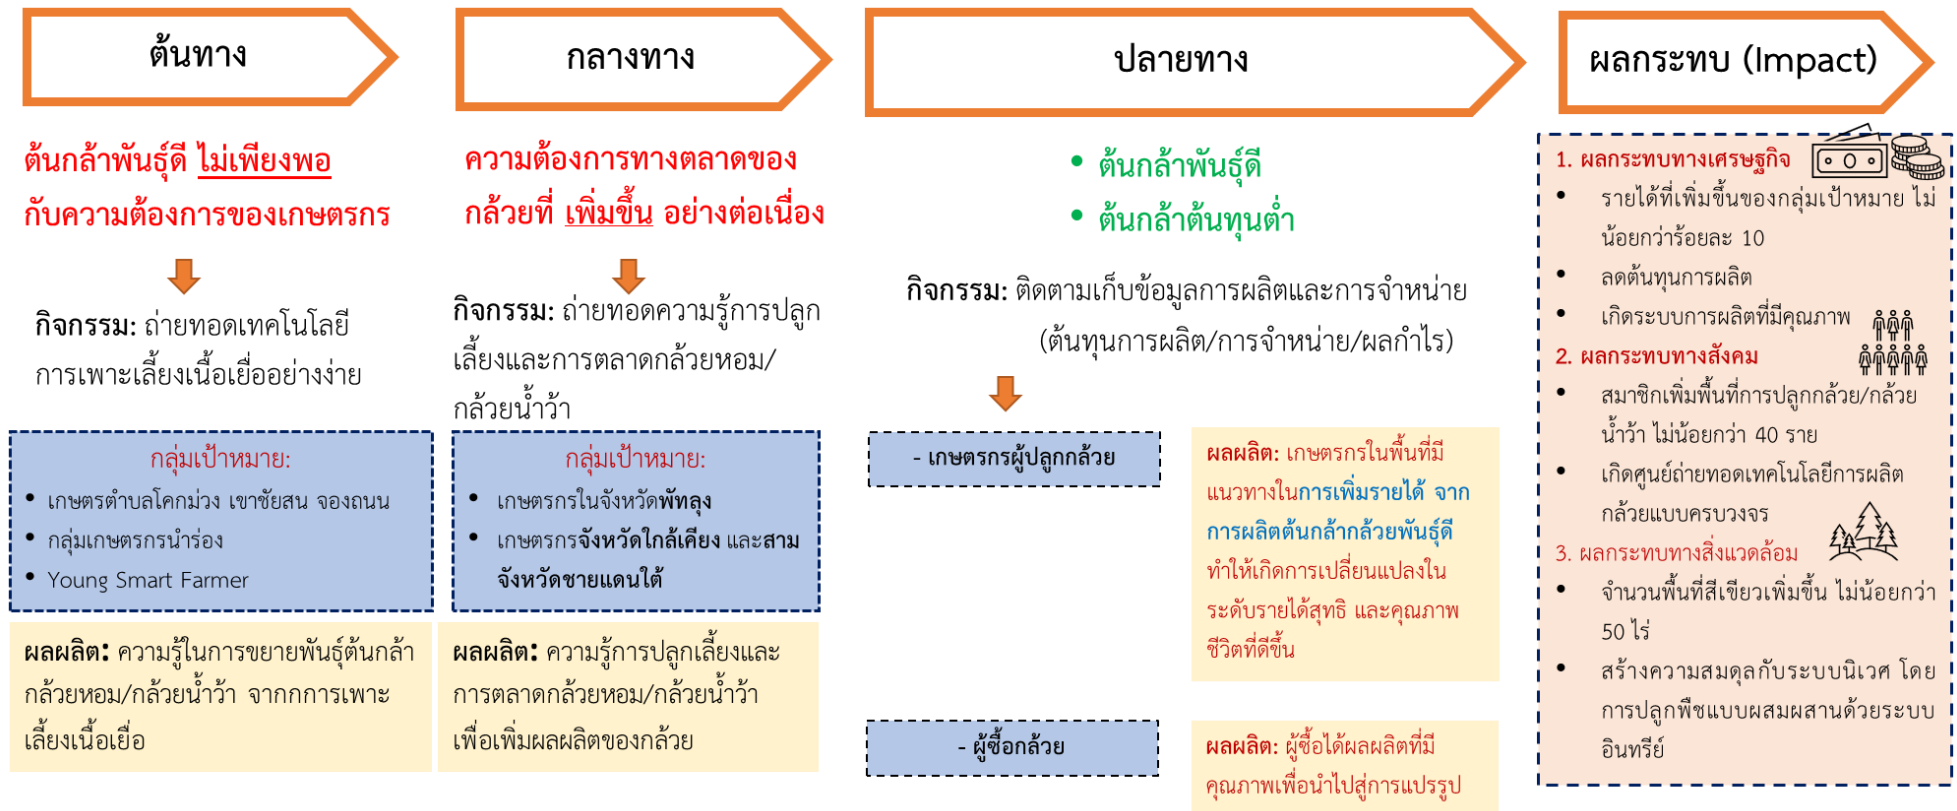 ต้นทาง
ต้นกล้าพันธุ์ดี ไม่เพียงพอ
กับความต้องการของเกษตรกร
กิจกรรม: ถ่ายทอดเทคโนโลยี
การเพาะเลี้ยงเนื้อเยื่ออย่างง่าย
กลุ่มเป้าหมาย:
• เกษตรตำบลโคกม่วง เขาชัยสน จองถนน
• กลุ่มเกษตรกรนำร่อง
• Young Smart Farmer
ผลผลิต: ความรู้ในการขยายพันธุ์ต้นกล้า
กล้วยหอม/กล้วยน้ำว้า จากกการเพาะ
เลี้ยงเนื้อเยื่อ
กลางทาง
ความต้องการทางตลาดของ
กล้วยที่ เพิ่มขึ้น อย่างต่อเนื่อง
กิจกรรม: ถ่ายทอดความรู้การปลูก
เลี้ยงและการตลาดกล้วยหอม/
กล้วยน้ำว้า
กลุ่มเป้าหมาย:
• เกษตรกรในจังหวัดพัทลุง
• เกษตรกรจังหวัดใกล้เคียง และสาม
จังหวัดชายแดนใต้
ผลผลิต: ความรู้การปลูกเลี้ยงและ
การตลาดกล้วยหอม/กล้วยน้ำว้า
เพื่อเพิ่มผลผลิตของกล้วย
ปลายทาง
• ต้นกล้าพันธุ์ดี
• ต้นกล้าต้นทุนต่ำ
กิจกรรม: ติดตามเก็บข้อมูลการผลิตและการจำหน่าย
(ต้นทุนการผลิต/การจำหน่าย/ผลกำไร)
- เกษตรกรผู้ปลูกกล้วย
ผลผลิต: เกษตรกรในพื้นที่มี
แนวทางในการเพิ่มรายได้ จาก
การผลิตต้นกล้ากล้วยพันธุ์ดี
ทำให้เกิดการเปลี่ยนแปลงใน
ระดับรายได้สุทธิ และคุณภาพ
ชีวิตที่ดีขึ้น
- ผู้ซื้อกล้วย
ผลผลิต: ผู้ซื้อได้ผลผลิตที่มี
คุณภาพเพื่อนำไปสู่การแปรรูป
ผลกระทบ (Impact)
1. ผลกระทบทางเศรษฐกิจ
• รายได้ที่เพิ่มขึ้นของกลุ่มเป้าหมาย ไม่
น้อยกว่าร้อยละ 10
• ลดต้นทุนการผลิต
• เกิดระบบการผลิตที่มีคุณภาพ
2. ผลกระทบทางสังคม
• สมาชิกเพิ่มพื้นที่การปลูกกล้วย/กล้วย
น้ำว้า ไม่น้อยกว่า 40 ราย
• เกิดศูนย์ถ่ายทอดเทคโนโลยีการผลิต
กล้วยแบบครบวงจร
3. ผลกระทบทางสิ่งแวดล้อม
• จำนวนพื้นที่สีเขียวเพิ่มขึ้น ไม่น้อยกว่า
50 ไร่
• สร้างความสมดุลกับระบบนิเวศ โดย
การปลูกพืชแบบผสมผสานด้วยระบบ
อินทรีย์